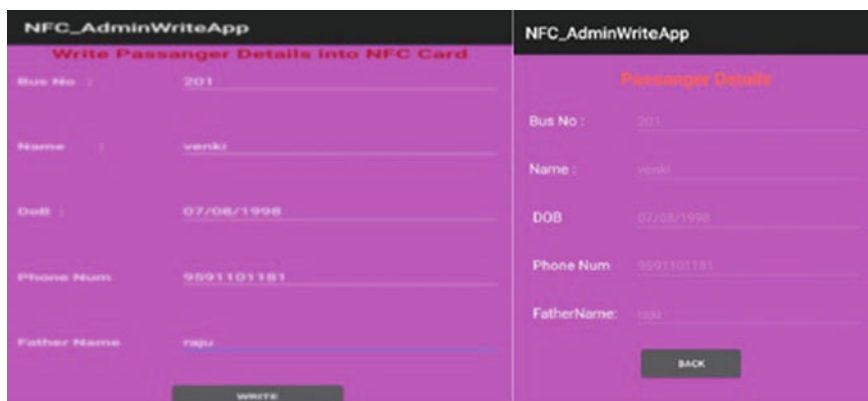 NFC_AdminWriteApp
Write Passanger Details into NFC Card
Bus No : 201
Name : venki
DoB : 07/08/1998
Phone Num 9591101181
Father Name raju
WRITE
NFC_AdminWriteApp
Passanger Details
Bus No : 201
Name : venki
DOB 07/08/1998
Phone Num 9591101181
FatherName: raju
BACK